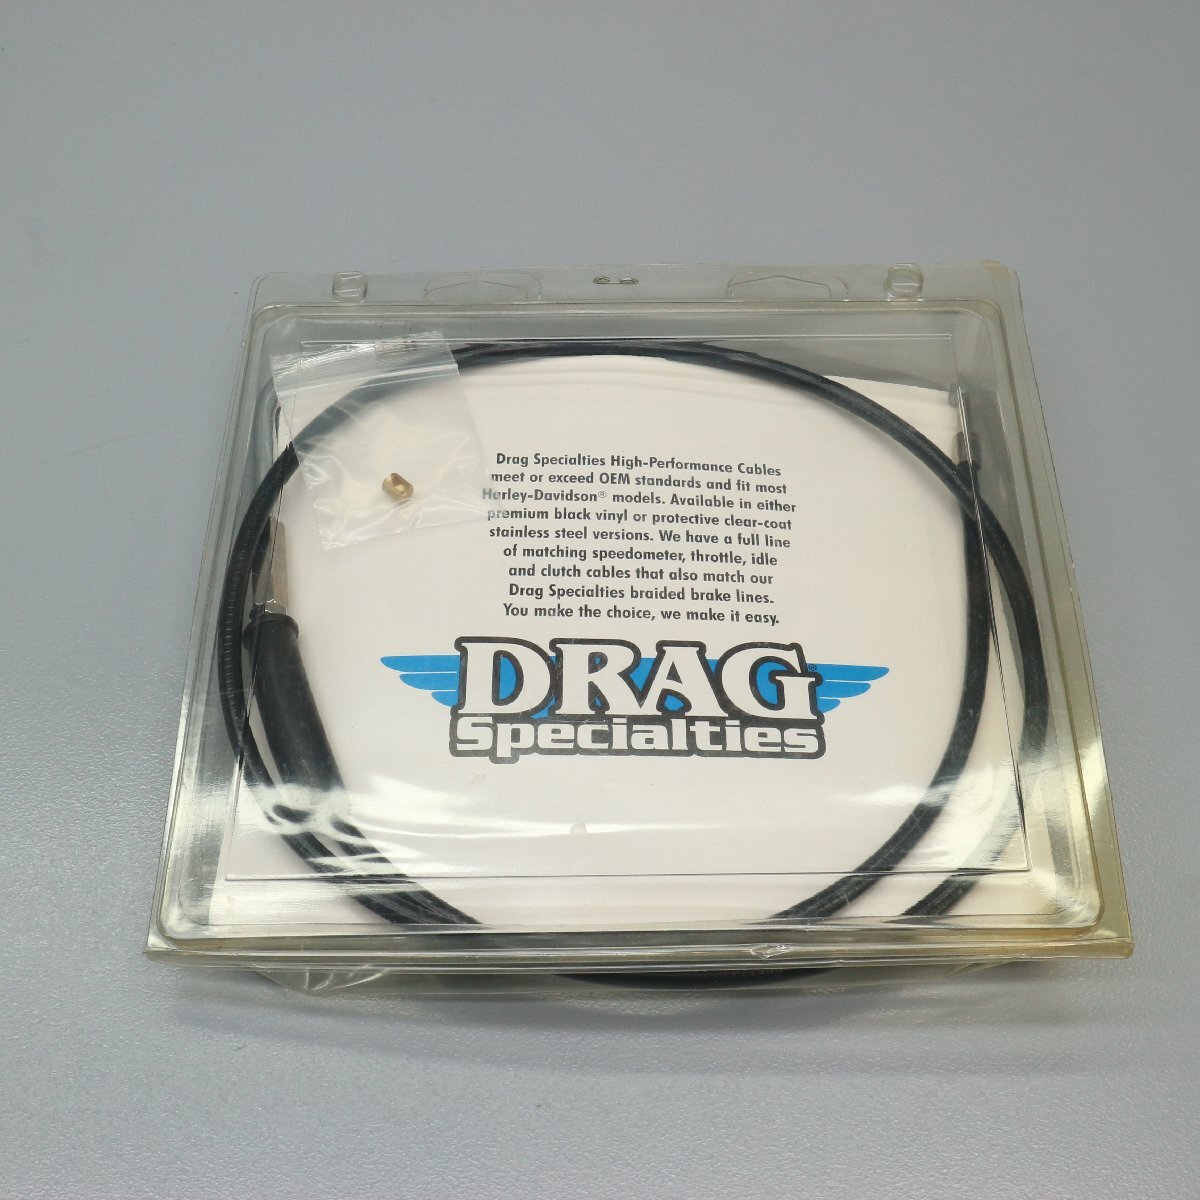 Drag Specialties High-Performance Cables
meet or exceed OEM standards and fit most
Harley-Davidson® models. Available in either
premium black vinyl or protective clear-coat
stainless steel versions. We have a full line
of matching speedometer, throttle, idle
and clutch cables that also match our
Drag Specialties braided brake lines.
You make the choice, we make it easy.
DRAG®
Specialties